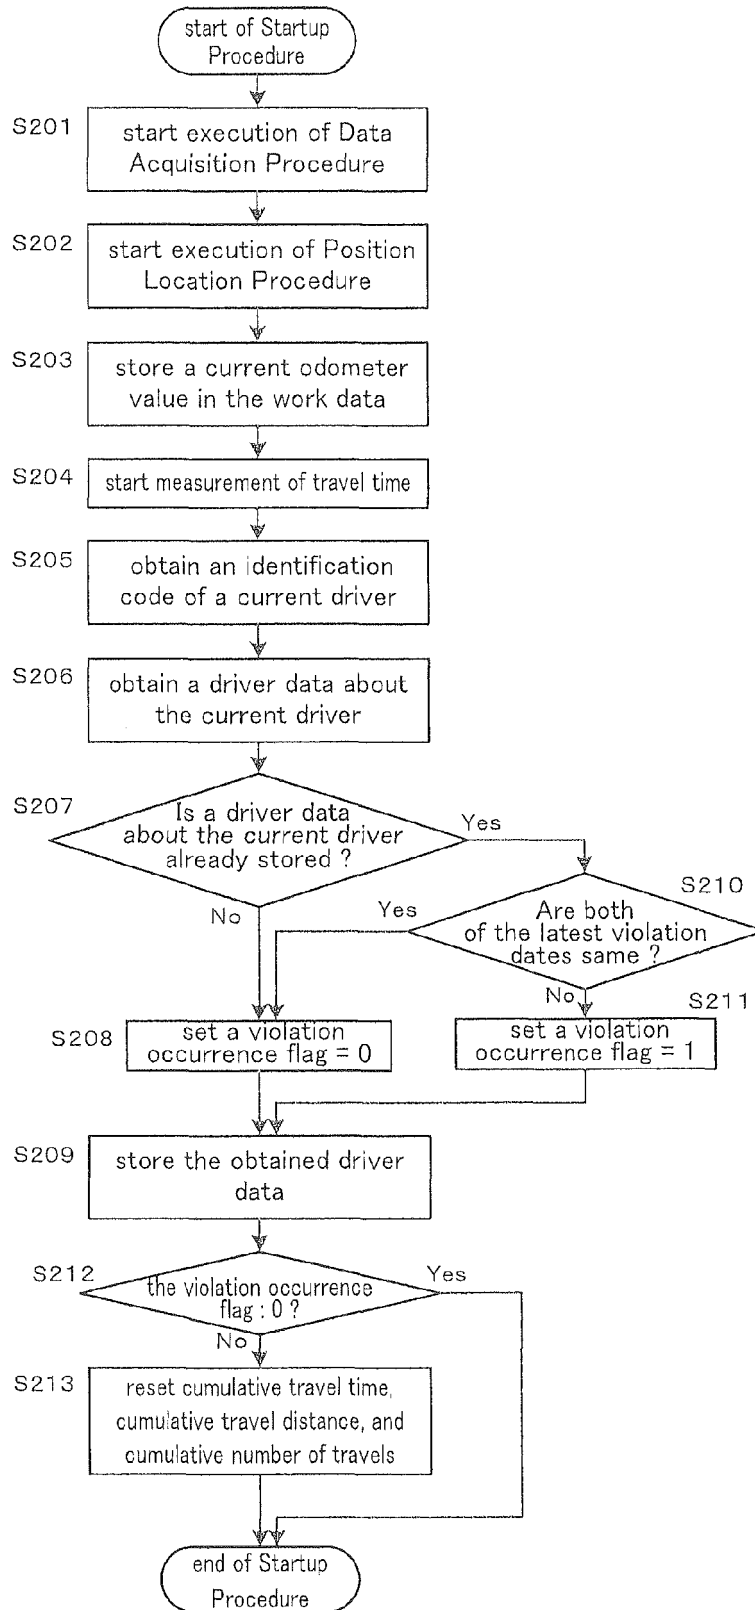 start of Startup
Procedure
S201
start execution of Data
Acquisition Procedure
S202
start execution of Position
Location Procedure
S203
store a current odometer
value in the work data
S204
start measurement of travel time
S205
obtain an identification
code of a current driver
S206
obtain a driver data about
the current driver
S207
Is a driver data
about the current driver
already stored ?
Yes
No
S210
Are both
of the latest violation
dates same ?
Yes
No
S208
set a violation
occurrence flag = 0
S211
set a violation
occurrence flag = 1
S209
store the obtained driver
data
S212
the violation occurrence
flag : 0 ?
Yes
No
S213
reset cumulative travel time,
cumulative travel distance, and
cumulative number of travels
end of Startup
Procedure